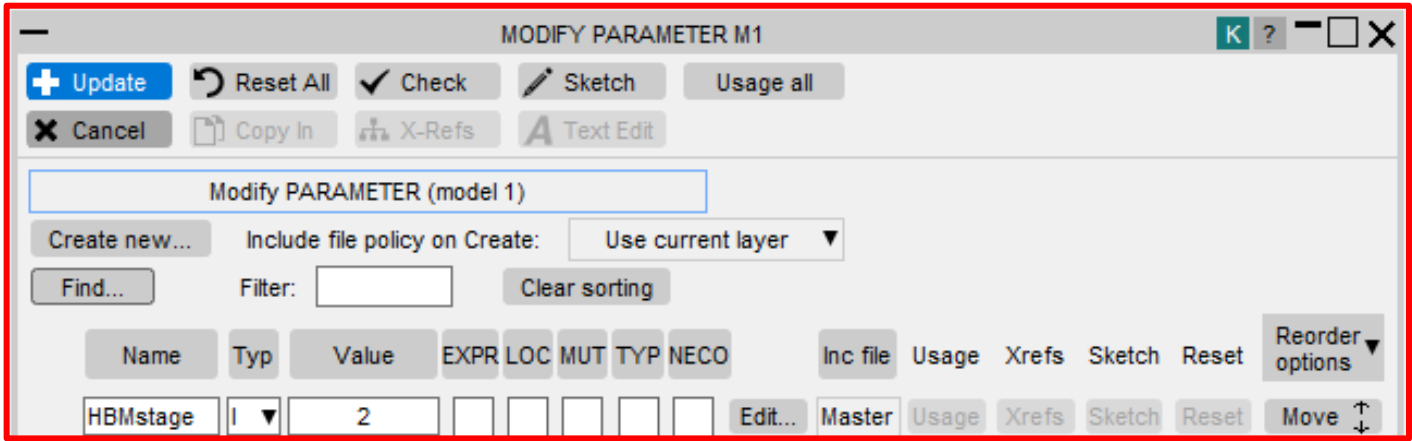 MODIFY PARAMETER M1 K ?
Update Reset All Check Sketch Usage all
Cancel Copy In X-Refs Text Edit
Modify PARAMETER (model 1)
Create new... Include file policy on Create: Use current layer
Find... Filter: Clear sorting
Name Typ Value EXPR LOC MUT TYP NECO Inc file Usage Xrefs Sketch Reset Reorder options
HBMstage I 2 Edit... Master Usage Xrefs Sketch Reset Move